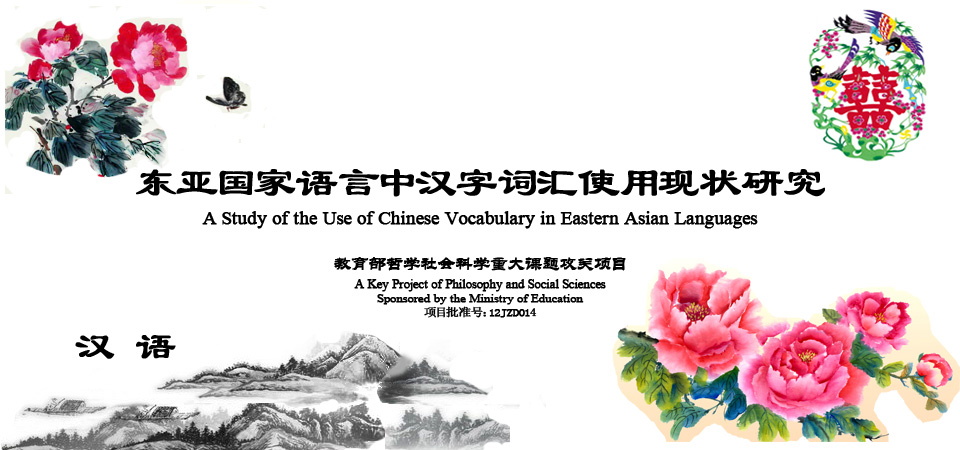 囍
东亚国家语言中汉字词汇使用现状研究
A Study of the Use of Chinese Vocabulary in Eastern Asian Languages
教育部哲学社会科学重大课题攻关项目
A Key Project of Philosophy and Social Sciences
Sponsored by the Ministry of Education
项目批准号: 12JZD014
汉 语